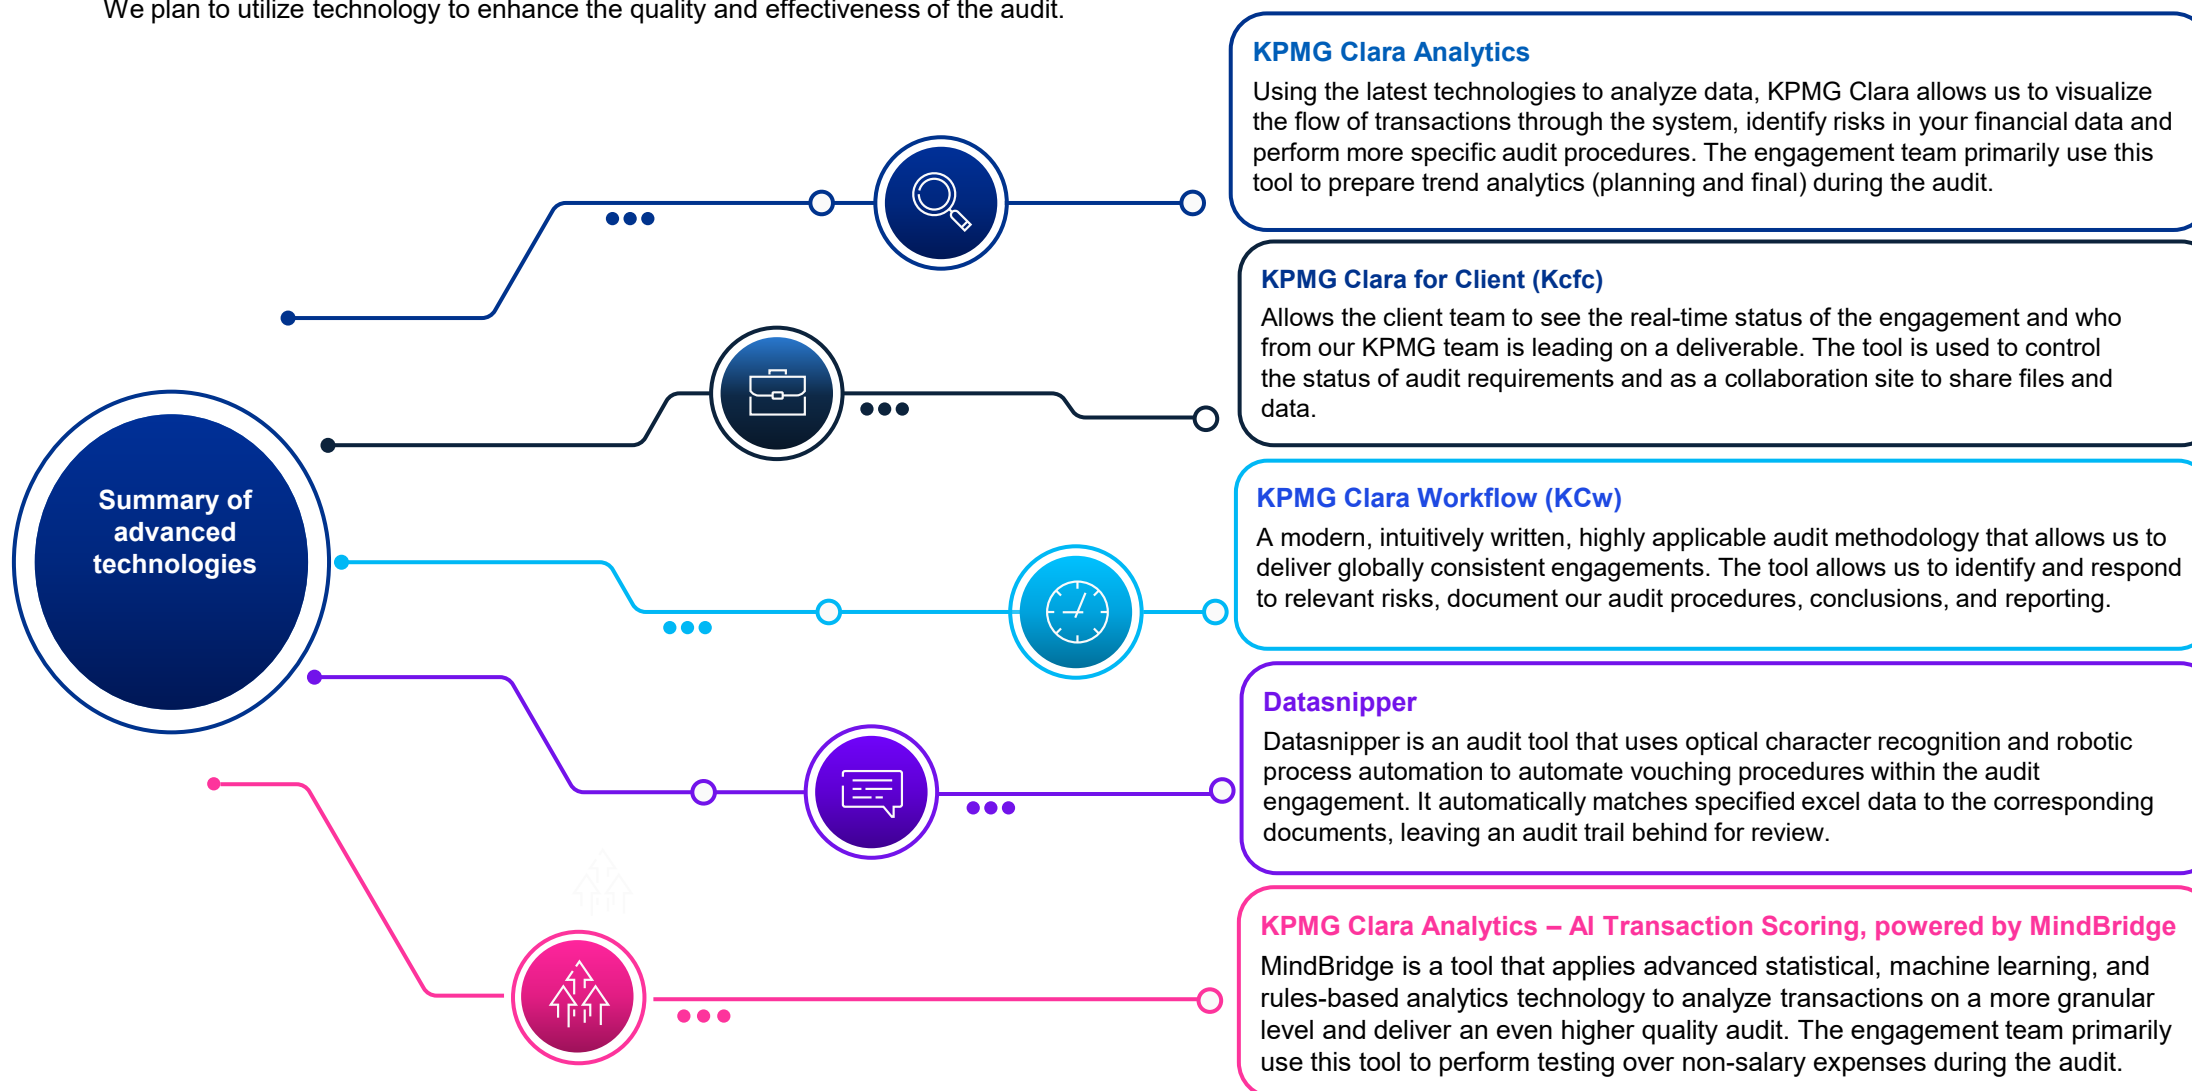 We plan to utilize technology to enhance the quality and effectiveness of the audit.
KPMG Clara Analytics
Using the latest technologies to analyze data, KPMG Clara allows us to visualize
the flow of transactions through the system, identify risks in your financial data and
perform more specific audit procedures. The engagement team primarily use this
tool to prepare trend analytics (planning and final) during the audit.
KPMG Clara for Client (Kcfc)
Allows the client team to see the real-time status of the engagement and who
from our KPMG team is leading on a deliverable. The tool is used to control
the status of audit requirements and as a collaboration site to share files and
data.
Summary of
advanced
technologies
KPMG Clara Workflow (KCw)
A modern, intuitively written, highly applicable audit methodology that allows us to
deliver globally consistent engagements. The tool allows us to identify and respond
to relevant risks, document our audit procedures, conclusions, and reporting.
Datasnipper
Datasnipper is an audit tool that uses optical character recognition and robotic
process automation to automate vouching procedures within the audit
engagement. It automatically matches specified excel data to the corresponding
documents, leaving an audit trail behind for review.
KPMG Clara Analytics – AI Transaction Scoring, powered by MindBridge
MindBridge is a tool that applies advanced statistical, machine learning, and
rules-based analytics technology to analyze transactions on a more granular
level and deliver an even higher quality audit. The engagement team primarily
use this tool to perform testing over non-salary expenses during the audit.